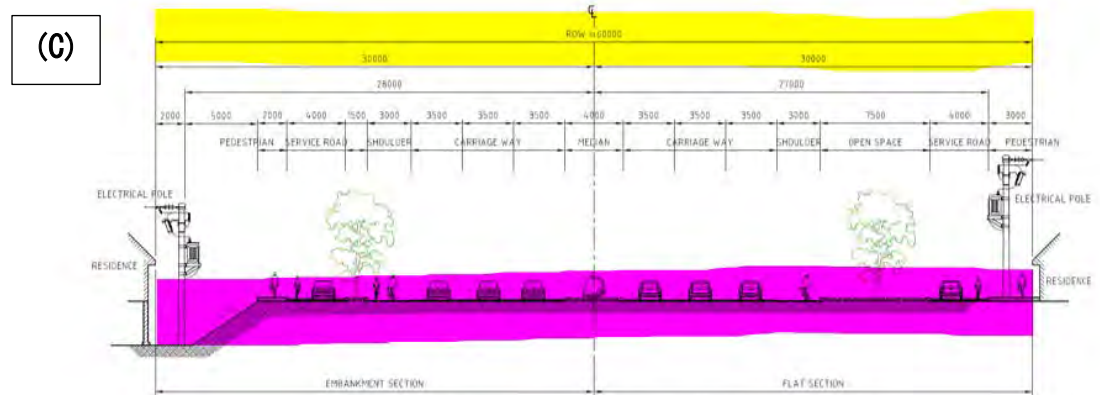 (C)
℄
ROW = 60000
30000 30000
28000 27000
2000 5000 2000 4000 1500 3000 3500 3500 3500 4000 3500 3500 3500 3000 7500 4000 3000
PEDESTRIAN SERVICE ROAD SHOULDER CARRIAGE WAY MEDIAN CARRIAGE WAY SHOULDER OPEN SPACE SERVICE ROAD PEDESTRIAN
ELECTRICAL POLE
ELECTRICAL POLE
RESIDENCE
RESIDENCE
EMBANKMENT SECTION FLAT SECTION